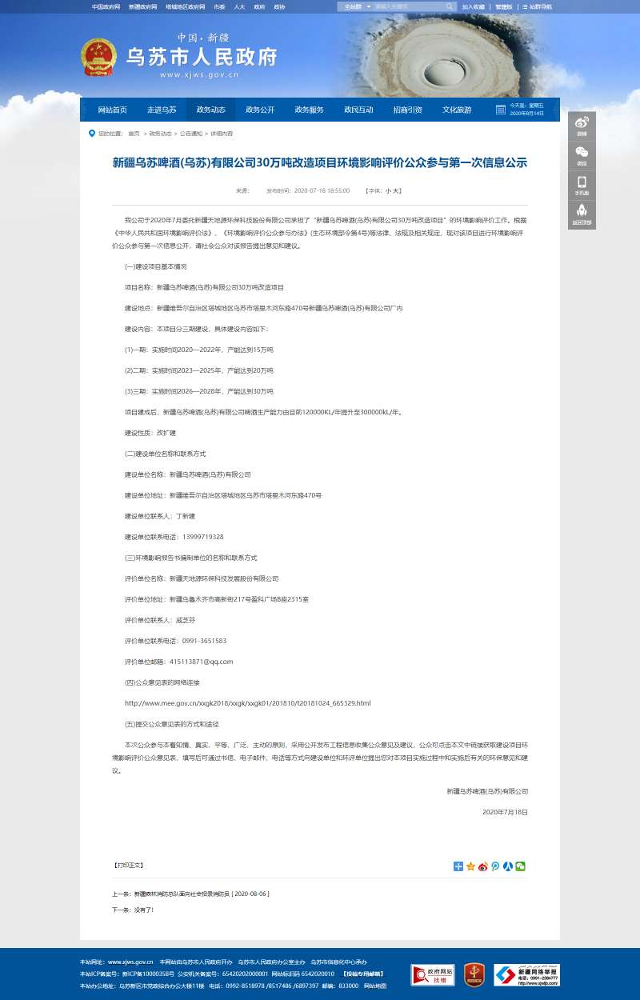 中国政府网 新疆政府网 塔城地区政府网 市委 人大 政府 政协 全站群 请输入关键词 加入收藏 | 繁體版 | 站群导航
中国·新疆
乌苏市人民政府
www.xjws.gov.cn
网站首页 走进乌苏 政务动态 政务公开 政务服务 政民互动 招商引资 文化旅游
今天是：星期五
2020年8月14日
微博
微信
手机版
返回顶部
您的位置： 首页 > 政务动态 > 公告通知 > 详细内容
新疆乌苏啤酒(乌苏)有限公司30万吨改造项目环境影响评价公众参与第一次信息公示
来源： 发布时间：2020-07-18 18:55:00 【字体：小 大】
我公司于2020年7月委托新疆天地源环保科技股份有限公司承担了“新疆乌苏啤酒(乌苏)有限公司30万吨改造项目”的环境影响评价工作。根据
《中华人民共和国环境影响评价法》、《环境影响评价公众参与办法》(生态环境部令第4号)等法律、法规及相关规定，现对该项目进行环境影响评
价公众参与第一次信息公开，请社会公众对该报告提出意见和建议。
(一)建设项目基本情况
项目名称：新疆乌苏啤酒(乌苏)有限公司30万吨改造项目
建设地点：新疆维吾尔自治区塔城地区乌苏市塔里木河东路470号新疆乌苏啤酒(乌苏)有限公司厂内
建设内容：本项目分三期建设，具体建设内容如下：
(1)一期：实施时间2020—2022年，产能达到15万吨
(2)二期：实施时间2023—2025年，产能达到20万吨
(3)三期：实施时间2026—2028年，产能达到30万吨
项目建成后，新疆乌苏啤酒(乌苏)有限公司啤酒生产能力由目前120000KL/年提升至300000kL/年。
建设性质：改扩建
(二)建设单位名称和联系方式
建设单位名称：新疆乌苏啤酒(乌苏)有限公司
建设单位地址：新疆维吾尔自治区塔城地区乌苏市塔里木河东路470号
建设单位联系人：丁新建
建设单位联系电话：13999719328
(三)环境影响报告书编制单位的名称和联系方式
评价单位名称：新疆天地源环保科技发展股份有限公司
评价单位地址：新疆乌鲁木齐市高新街217号盈科广场B座2315室
评价单位联系人：戚芝芬
评价单位联系电话：0991-3651583
评价单位邮箱：415113871@qq.com
(四)公众意见表的网络连接
http://www.mee.gov.cn/xxgk2018/xxgk/xxgk01/201810/t20181024_665329.html
(五)提交公众意见表的方式和途径
本次公众参与本着知情、真实、平等、广泛、主动的原则，采用公开发布工程信息收集公众意见及建议，公众可点击本文中链接获取建设项目环
境影响评价公众意见表，填写后可通过书信、电子邮件、电话等方式向建设单位和环评单位提出您对本项目实施过程中和实施后有关的环保意见和建
议。
新疆乌苏啤酒(乌苏)有限公司
2020年7月18日
【打印正文】
上一条：新疆森林消防总队面向社会招录消防员 [ 2020-08-06 ]
下一条：没有了！
本站网址：www.xjws.gov.cn 本网站由乌苏市人民政府开办 乌苏市人民政府办公室主办 乌苏市信息化中心承办
本站ICP备案号：新ICP备10000358号 公安机关备案号：65420202000001 网站标识码 6542020010 【投稿专用邮箱】
本站办公地址：乌苏新区市党政综合办公大楼11楼 电话：0992-8518978 /8517486 /6897397 邮编：833000 网站地图
政府网站
找错
新疆网络举报
电话：0991-2384777
http://www.xjwljb.com/